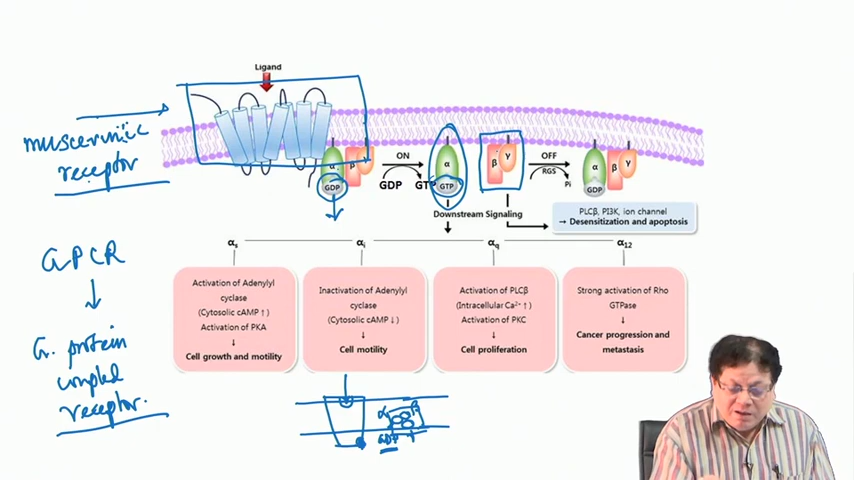 Ligand
muscerinic
receptor
α β γ
GDP
ON
GDP GTP
α
GTP
β γ
OFF
RGS
Pi
α β γ
GDP
Downstream Signaling
PLCβ, PI3K, ion channel
→ Desensitization and apoptosis
GPCR
↓
G. protein
coupled
receptor.
αs
Activation of Adenylyl
cyclase
(Cytosolic cAMP↑)
Activation of PKA
↓
Cell growth and motility
αi
Inactivation of Adenylyl
cyclase
(Cytosolic cAMP↓)
↓
Cell motility
αq
Activation of PLCβ
(Intracellular Ca²⁺↑)
Activation of PKC
↓
Cell proliferation
α12
Strong activation of Rho
GTPase
↓
Cancer progression and
metastasis
α β
GDP γ